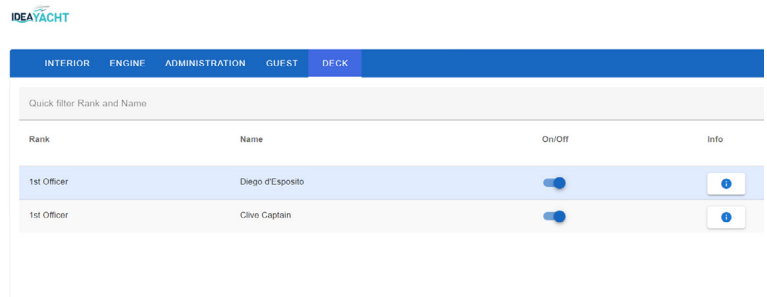 IDEAYACHT
INTERIOR ENGINE ADMINISTRATION GUEST DECK
Quick filter Rank and Name
Rank Name On/Off Info
1st Officer Diego d'Esposito
1st Officer Clive Captain